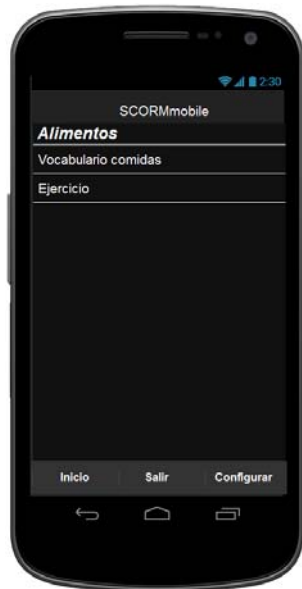 2:30
SCORMmobile
Alimentos
Vocabulario comidas
Ejercicio
Inicio Salir Configurar